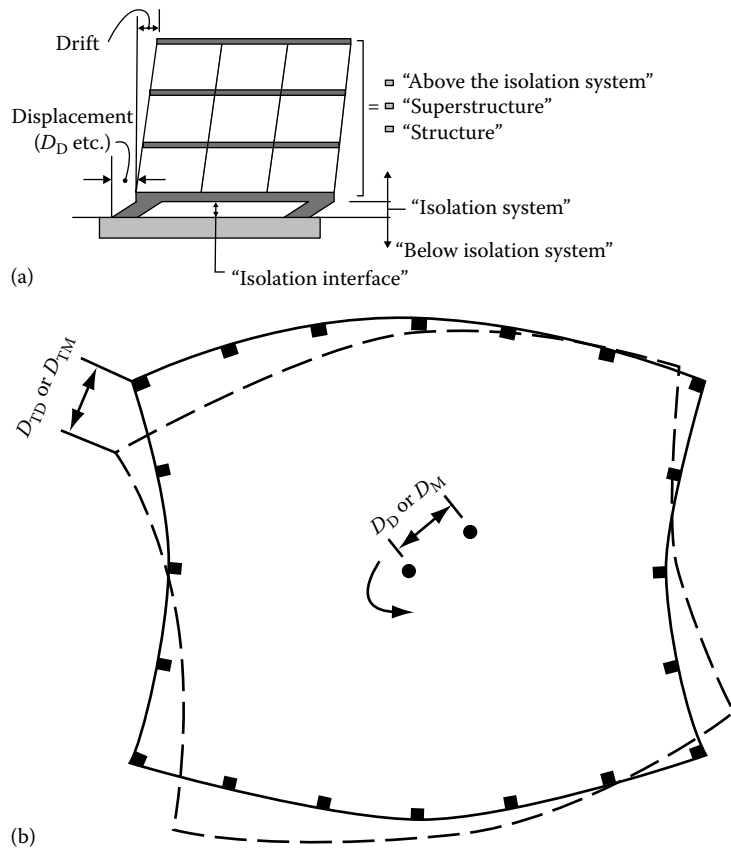 Drift
Displacement
(D_D etc.)
= “Above the isolation system”
“Superstructure”
“Structure”
“Isolation system”
“Below isolation system”
“Isolation interface”
(a)
D_TD or D_TM
D_D or D_M
(b)